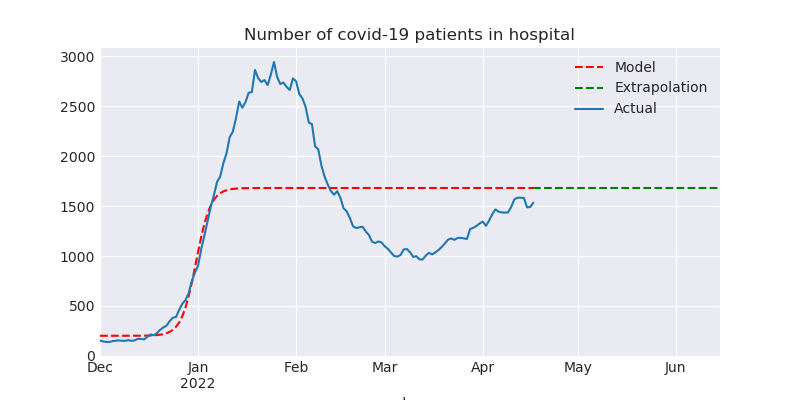 Number of covid-19 patients in hospital
3000
2500
2000
1500
1000
500
0
Model
Extrapolation
Actual
Dec Jan Feb Mar Apr May Jun
2022